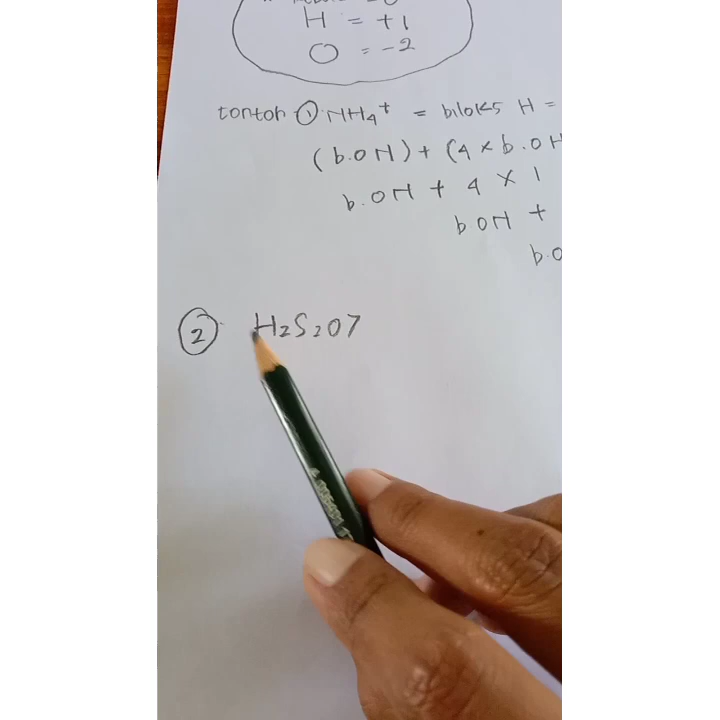 H = +1
O = -2
contoh ① NH4+ = biloks H =
(b.o N) + (4 x b.o H
b.o N + 4 x 1
b.o N +
b.o
② H2S2O7